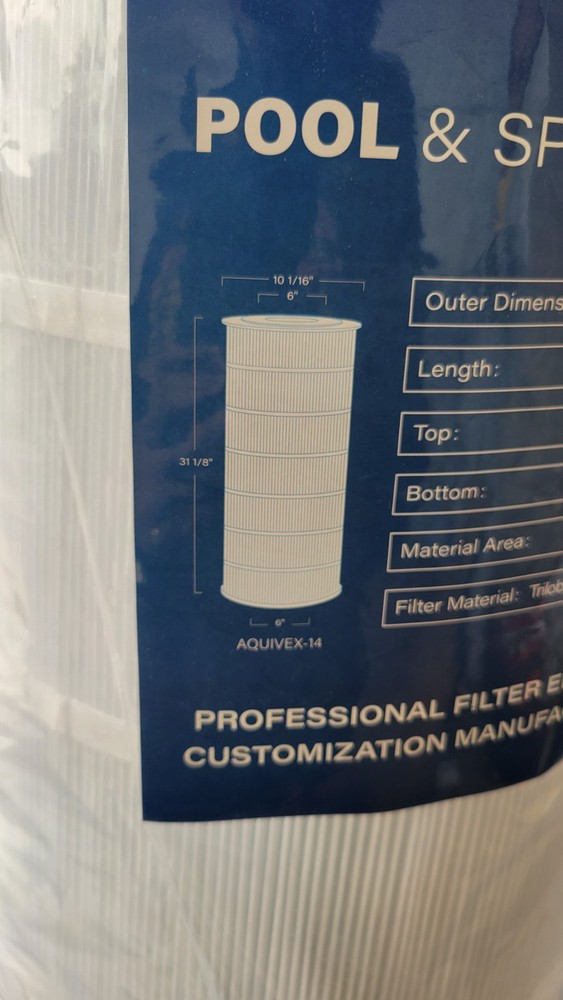 POOL & SP
10 1/16"
6"
31 1/8"
6"
AQUIVEX-14
Outer Dimens
Length:
Top:
Bottom:
Material Area:
Filter Material: Trilob
PROFESSIONAL FILTER E
CUSTOMIZATION MANUFA